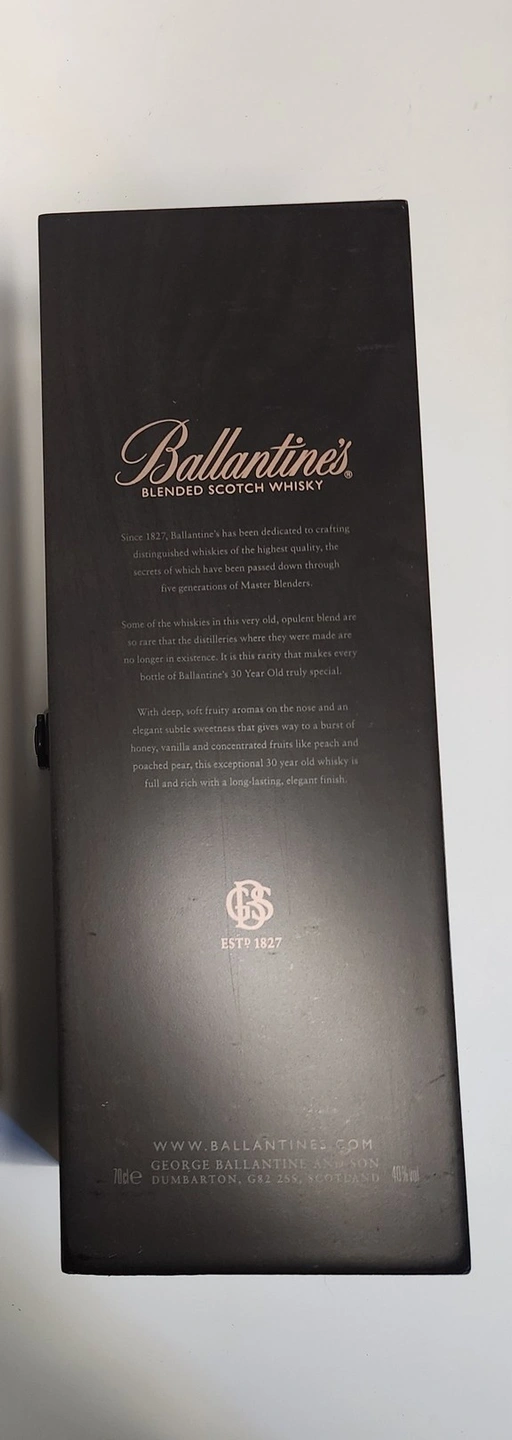 Ballantine's®
BLENDED SCOTCH WHISKY
Since 1827, Ballantine's has been dedicated to crafting
distinguished whiskies of the highest quality, the
secrets of which have been passed down through
five generations of Master Blenders.
Some of the whiskies in this very old, opulent blend are
so rare that the distilleries where they were made are
no longer in existence. It is this rarity that makes every
bottle of Ballantine's 30 Year Old truly special.
With deep, soft fruity aromas on the nose and an
elegant subtle sweetness that gives way to a burst of
honey, vanilla and concentrated fruits like peach and
poached pear, this exceptional 30 year old whisky is
full and rich with a long-lasting, elegant finish.
GBS
ESTD 1827
WWW.BALLANTINES.COM
GEORGE BALLANTINE AND SON
70cl e DUMBARTON, G82 2SS, SCOTLAND 40%vol